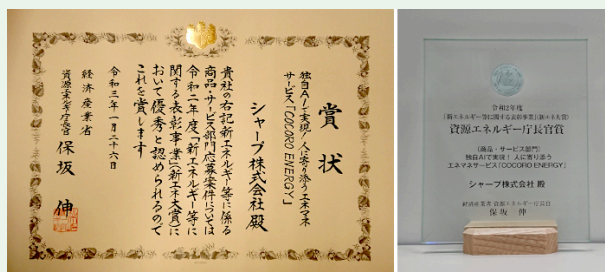 賞状
独自AIで実現!人に寄り添うエネマネ
サービス「COCORO ENERGY」
シャープ株式会社 殿
貴社の右記新エネルギー等に係る
商品・サービス部門応募案件については
令和二年度「新エネルギー等に
関する表彰事業(新エネ大賞)」に
おいて優秀と認められるので
これを賞します
令和三年一月二十六日
経済産業省
資源エネルギー庁長官 保坂 伸
令和2年度
「新エネルギー等に関する表彰事業」(新エネ大賞)
資源エネルギー庁長官賞
(商品・サービス部門)
独自AIで実現! 人に寄り添う
エネマネサービス「COCORO ENERGY」
シャープ株式会社 殿
経済産業省 資源エネルギー庁長官
保坂 伸